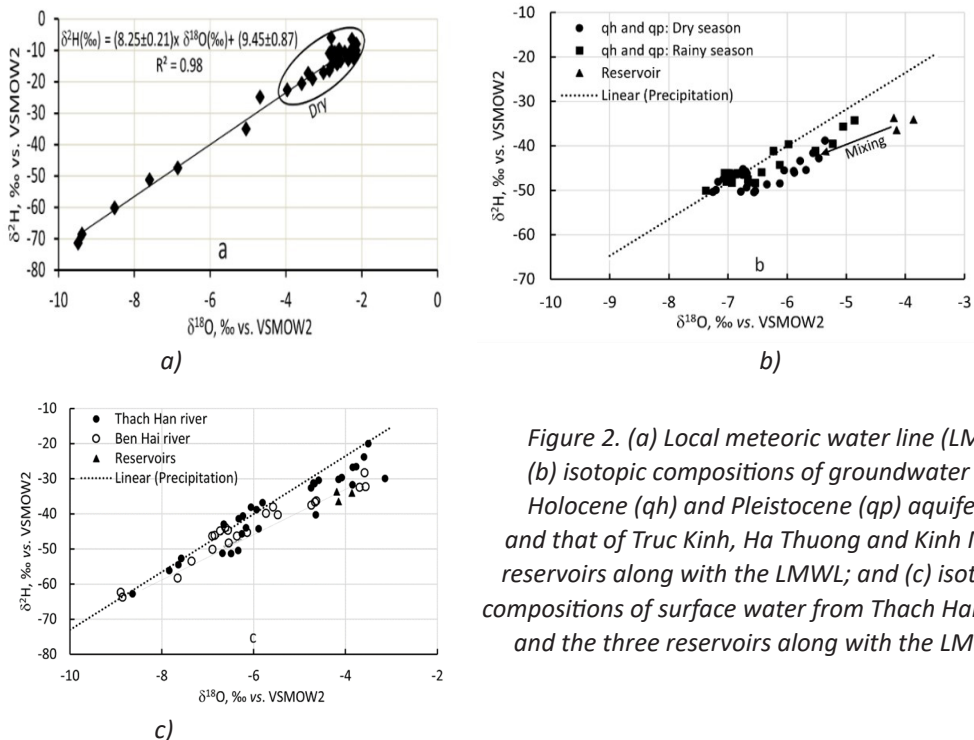 a
δ²H(‰) = (8.25±0.21)x δ¹⁸O(‰)+ (9.45±0.87)
R² = 0.98
Dry
0
-10
-20
-30
-40
-50
-60
-70
-80
δ²H, ‰ vs. VSMOW2
a
-10 -8 -6 -4 -2 0
δ¹⁸O, ‰ vs. VSMOW2
a)
b
qh and qp: Dry season
qh and qp: Rainy season
Reservoir
Linear (Precipitation)
Mixing
-10
-20
-30
-40
-50
-60
-70
δ²H, ‰ vs. VSMOW2
b
-10 -9 -8 -7 -6 -5 -4 -3
δ¹⁸O, ‰ vs. VSMOW2
b)
Thach Han river
Ben Hai river
Reservoirs
Linear (Precipitation)
-10
-20
-30
-40
-50
-60
-70
-80
δ²H, ‰ vs. VSMOW2
c
-10 -8 -6 -4 -2
δ¹⁸O, ‰ vs. VSMOW2
c)
Figure 2. (a) Local meteoric water line (LM
(b) isotopic compositions of groundwater
Holocene (qh) and Pleistocene (qp) aquife
and that of Truc Kinh, Ha Thuong and Kinh
reservoirs along with the LMWL; and (c) isot
compositions of surface water from Thach Ha
and the three reservoirs along with the LM